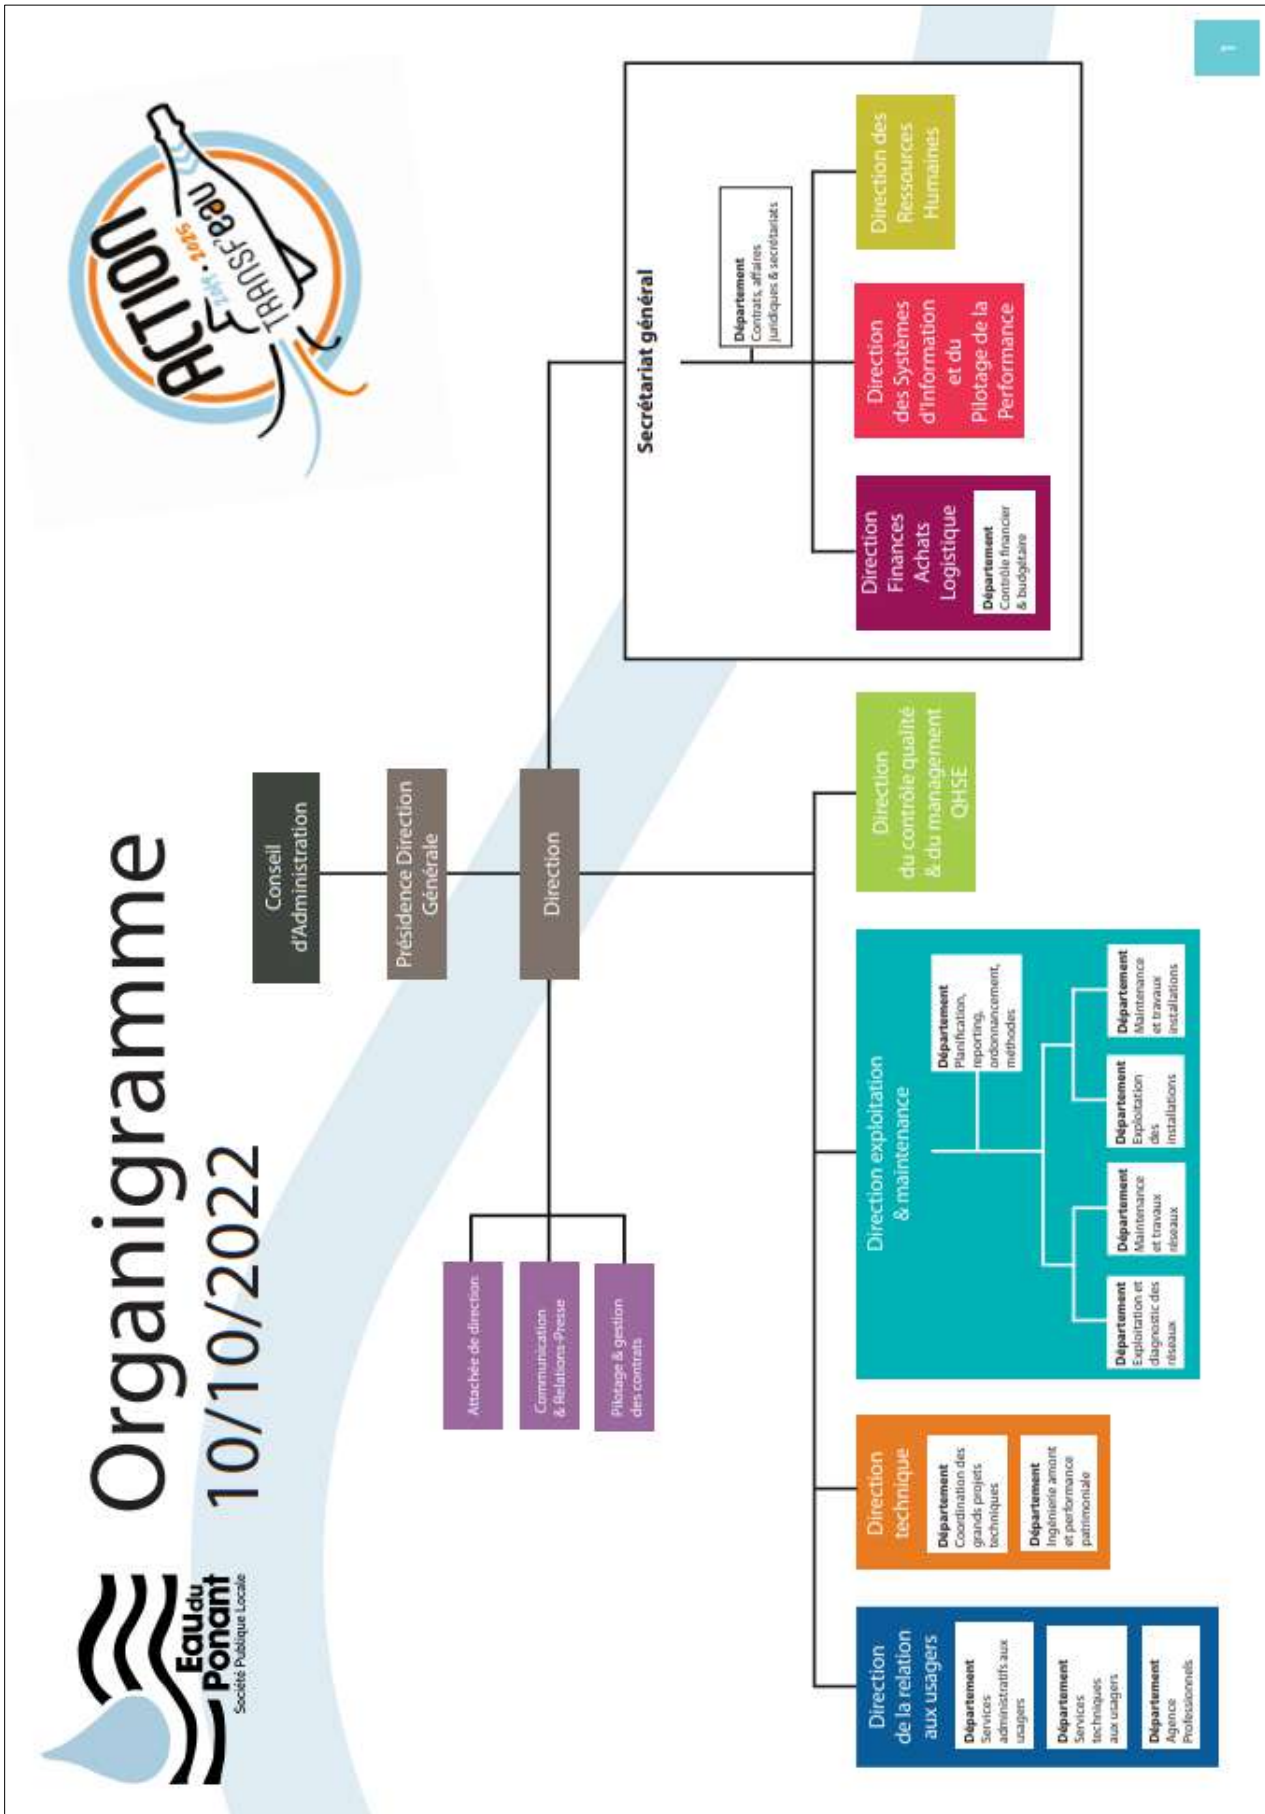 Eau du
Ponant
Société Publique Locale
Organigramme
10/10/2022
ACTION
2019 • 2025
TRANSF'eau
Conseil
d'Administration
Présidence Direction
Générale
Direction
Attachée de direction
Communication
& Relations-Presse
Pilotage & gestion
des contrats
Secrétariat général
Département
Contrats, affaires
juridiques & secrétariats
Direction
de la relation
aux usagers
Département
Services
administratifs aux
usagers
Département
Services
techniques
aux usagers
Département
Agence
Professionnels
Direction
technique
Département
Coordination des
grands projets
techniques
Département
Ingénierie amont
et performance
patrimoniale
Direction exploitation
& maintenance
Département
Planification,
reporting,
ordonnancement,
méthodes
Département
Exploitation et
diagnostic des
réseaux
Département
Maintenance
et travaux
réseaux
Département
Exploitation
des
installations
Département
Maintenance
et travaux
installations
Direction
du contrôle qualité
& du management
QHSE
Direction
Finances
Achats
Logistique
Département
Contrôle financier
& budgétaire
Direction
des Systèmes
d'Information
et du
Pilotage de la
Performance
Direction des
Ressources
Humaines
1